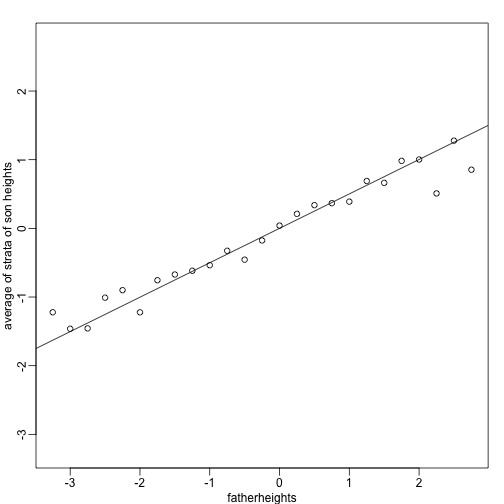 average of strata of son heights
2
1
0
-1
-2
-3
-3 -2 -1 0 1 2
fatherheights